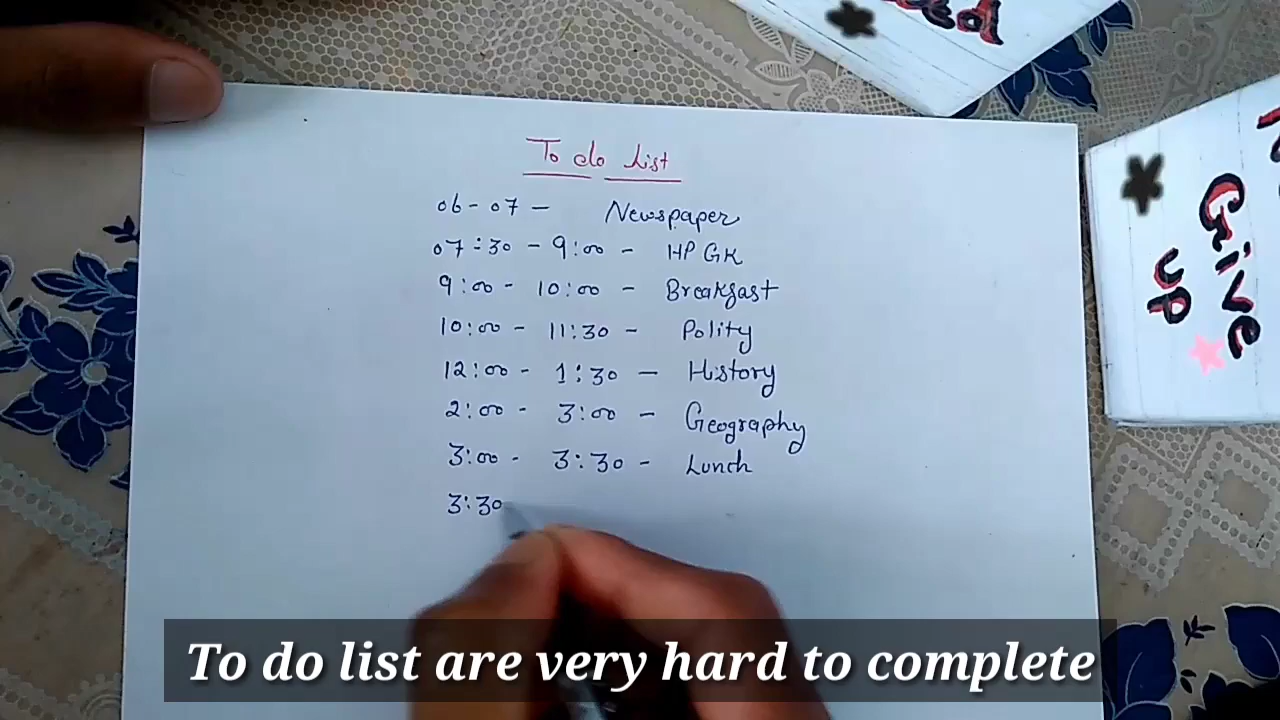 To do list
06 - 07 - Newspaper
07:30 - 9:00 - HP GK
9:00 - 10:00 - Breakfast
10:00 - 11:30 - Polity
12:00 - 1:30 - History
2:00 - 3:00 - Geography
3:00 - 3:30 - Lunch
3:30
Give
UP
To do list are very hard to complete